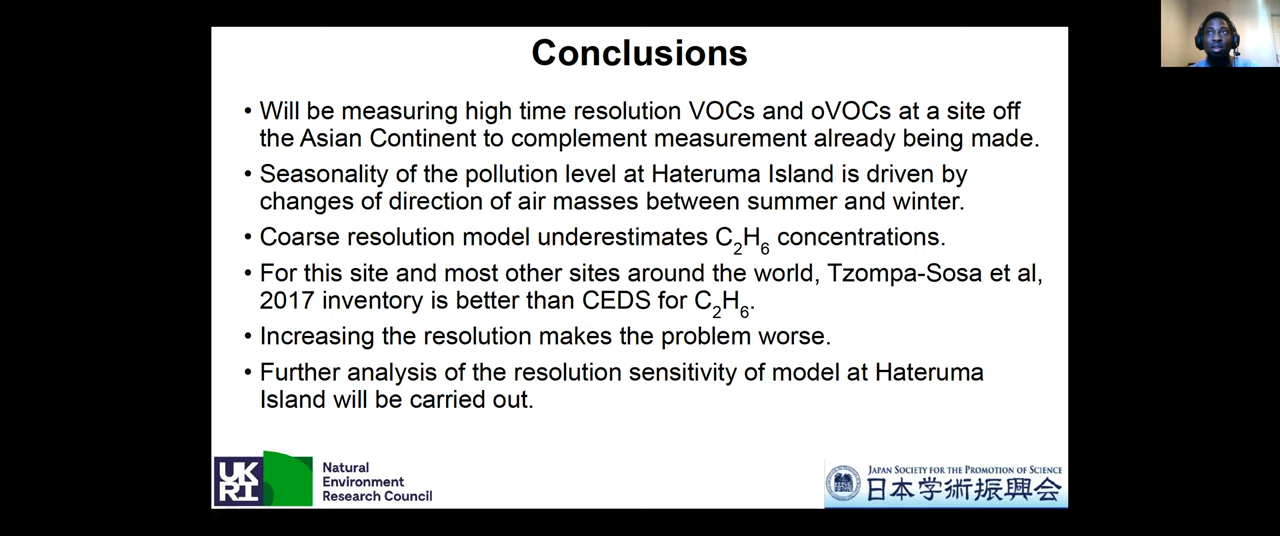 Conclusions
• Will be measuring high time resolution VOCs and oVOCs at a site off
the Asian Continent to complement measurement already being made.
• Seasonality of the pollution level at Hateruma Island is driven by
changes of direction of air masses between summer and winter.
• Coarse resolution model underestimates C₂H₆ concentrations.
• For this site and most other sites around the world, Tzompa-Sosa et al,
2017 inventory is better than CEDS for C₂H₆.
• Increasing the resolution makes the problem worse.
• Further analysis of the resolution sensitivity of model at Hateruma
Island will be carried out.
UK
RI
Natural
Environment
Research Council
JAPAN SOCIETY FOR THE PROMOTION OF SCIENCE
日本学術振興会